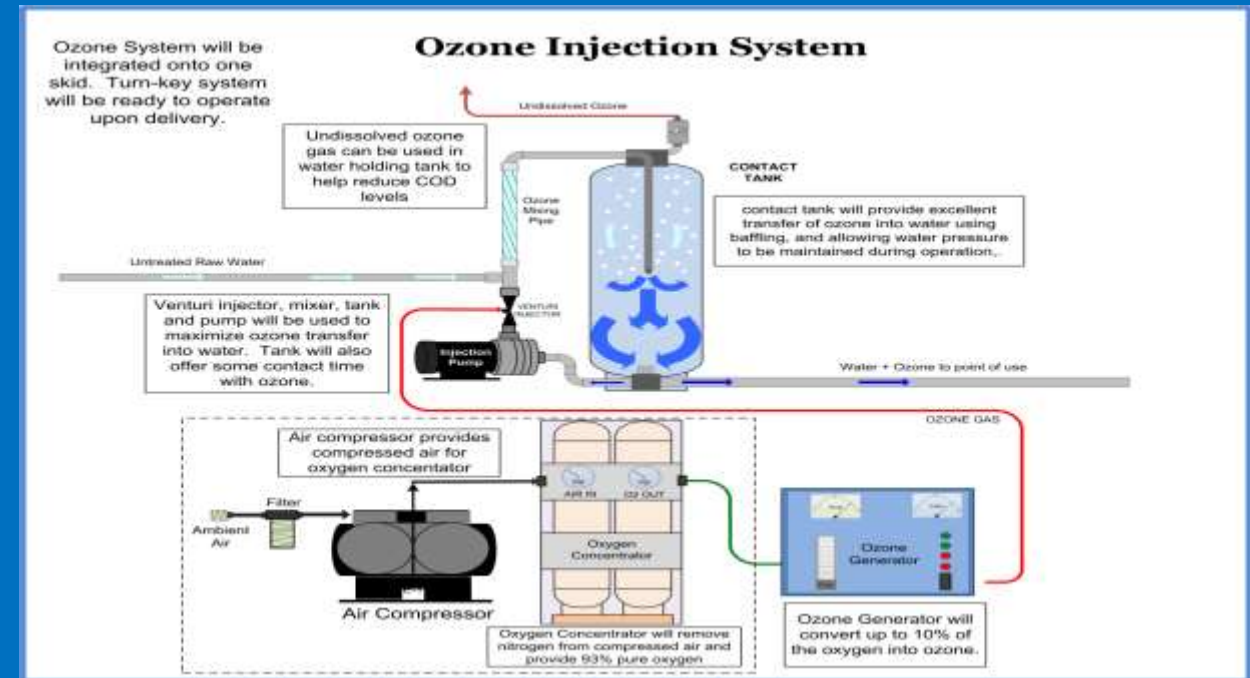 Ozone Injection System
Ozone System will be
integrated onto one
skid. Turn-key system
will be ready to operate
upon delivery.
Undissolved Ozone
Undissolved ozone
gas can be used in
water holding tank to
help reduce COD
levels
Ozone
Mixing
Pipe
CONTACT
TANK
contact tank will provide excellent
transfer of ozone into water using
baffling, and allowing water pressure
to be maintained during operation,.
Untreated Raw Water
Venturi injector, mixer, tank
and pump will be used to
maximize ozone transfer
into water. Tank will also
offer some contact time
with ozone.
VENTURI
INJECTOR
Injection
Pump
Water + Ozone to point of use
OZONE GAS
Air compressor provides
compressed air for
oxygen concentator
Filter
Ambient
Air
Air Compressor
AIR IN
O2 OUT
Oxygen
Concentrator
Oxygen Concentrator will remove
nitrogen from compressed air and
provide 93% pure oxygen
Ozone
Generator
Ozone Generator will
convert up to 10% of
the oxygen into ozone.